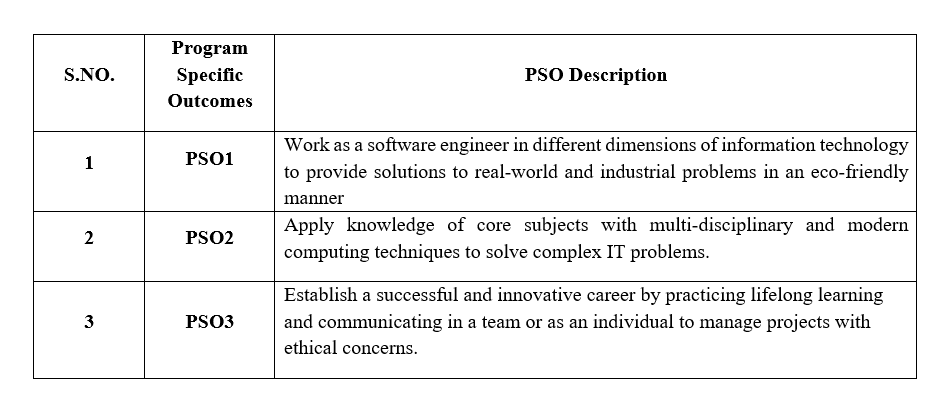 S.NO.
Program
Specific
Outcomes
PSO Description
1
PSO1
Work as a software engineer in different dimensions of information technology
to provide solutions to real-world and industrial problems in an eco-friendly
manner
2
PSO2
Apply knowledge of core subjects with multi-disciplinary and modern
computing techniques to solve complex IT problems.
3
PSO3
Establish a successful and innovative career by practicing lifelong learning
and communicating in a team or as an individual to manage projects with
ethical concerns.